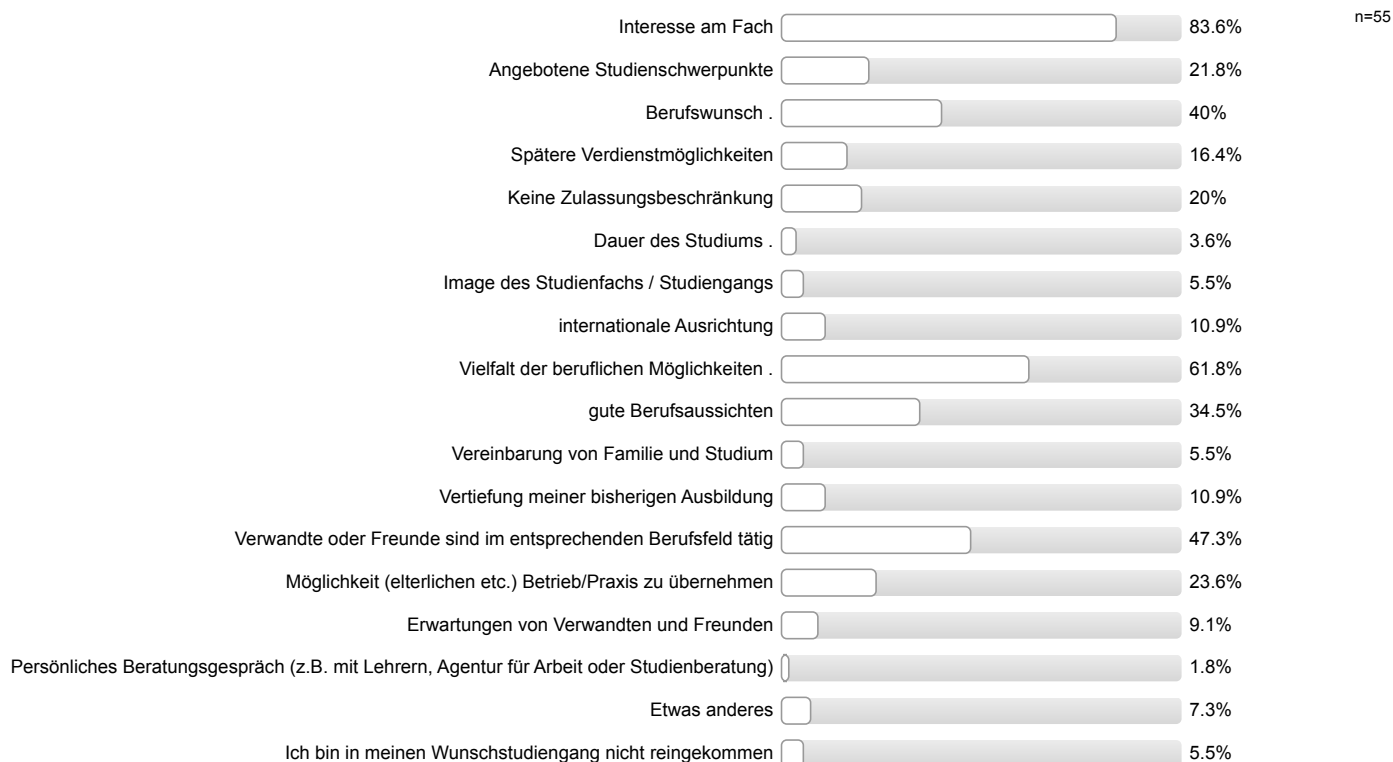 n=55
Interesse am Fach 83.6%
Angebotene Studienschwerpunkte 21.8%
Berufswunsch . 40%
Spätere Verdienstmöglichkeiten 16.4%
Keine Zulassungsbeschränkung 20%
Dauer des Studiums . 3.6%
Image des Studienfachs / Studiengangs 5.5%
internationale Ausrichtung 10.9%
Vielfalt der beruflichen Möglichkeiten . 61.8%
gute Berufsaussichten 34.5%
Vereinbarung von Familie und Studium 5.5%
Vertiefung meiner bisherigen Ausbildung 10.9%
Verwandte oder Freunde sind im entsprechenden Berufsfeld tätig 47.3%
Möglichkeit (elterlichen etc.) Betrieb/Praxis zu übernehmen 23.6%
Erwartungen von Verwandten und Freunden 9.1%
Persönliches Beratungsgespräch (z.B. mit Lehrern, Agentur für Arbeit oder Studienberatung) 1.8%
Etwas anderes 7.3%
Ich bin in meinen Wunschstudiengang nicht reingekommen 5.5%